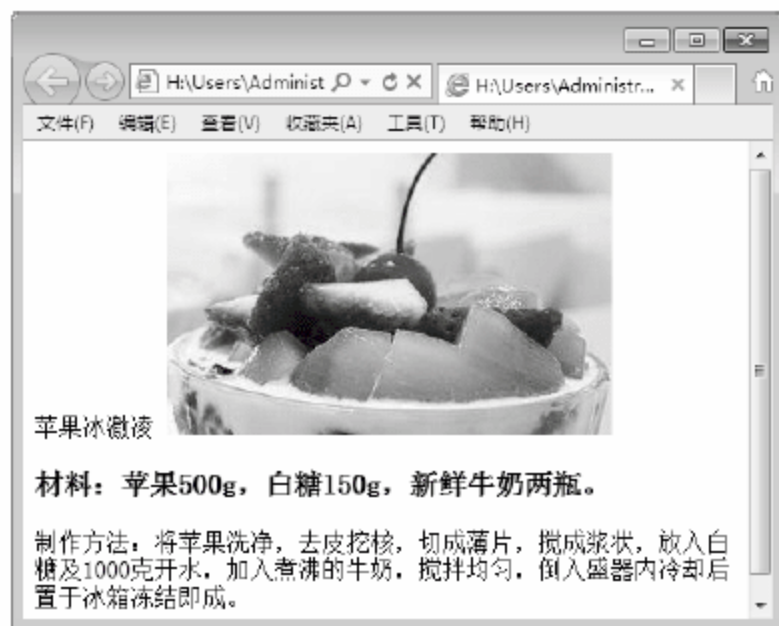 H:\Users\Administ
H:\Users\Administr...
文件(F) 编辑(E) 查看(V) 收藏夹(A) 工具(T) 帮助(H)
苹果冰激凌
材料：苹果500g，白糖150g，新鲜牛奶两瓶。
制作方法：将苹果洗净，去皮挖核，切成薄片，搅成浆状，放入白
糖及1000克开水，加入煮沸的牛奶，搅拌均匀，倒入盛器内冷却后
置于冰箱冻结即成。